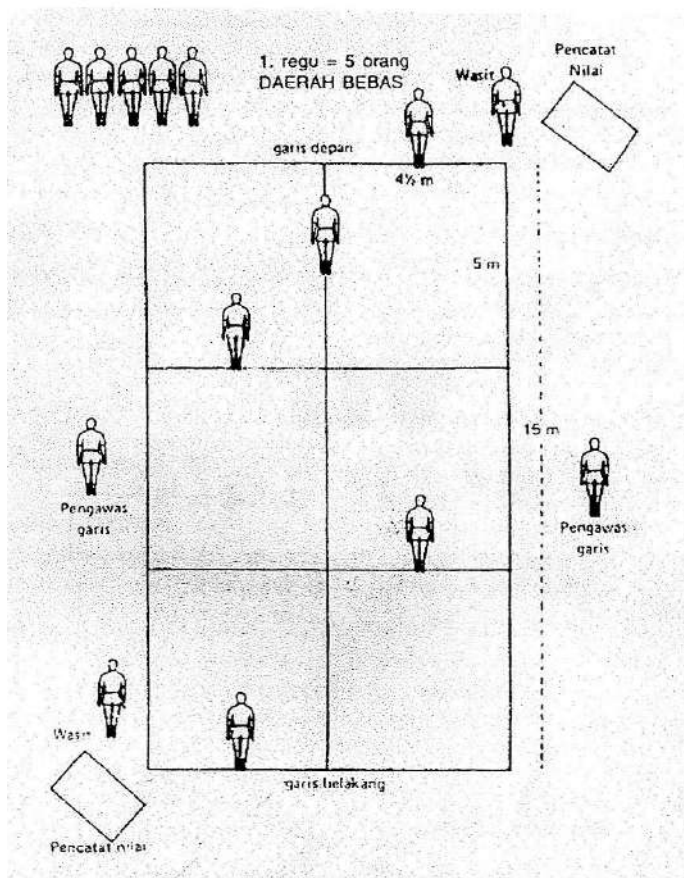 1. regu = 5 orang
DAERAH BEBAS
Wasit
Pencatat
Nilai
garis depan
4½ m
5 m
15 m
Pengawas
garis
Pengawas
garis
Wasit
garis belakang
Pencatat nilai